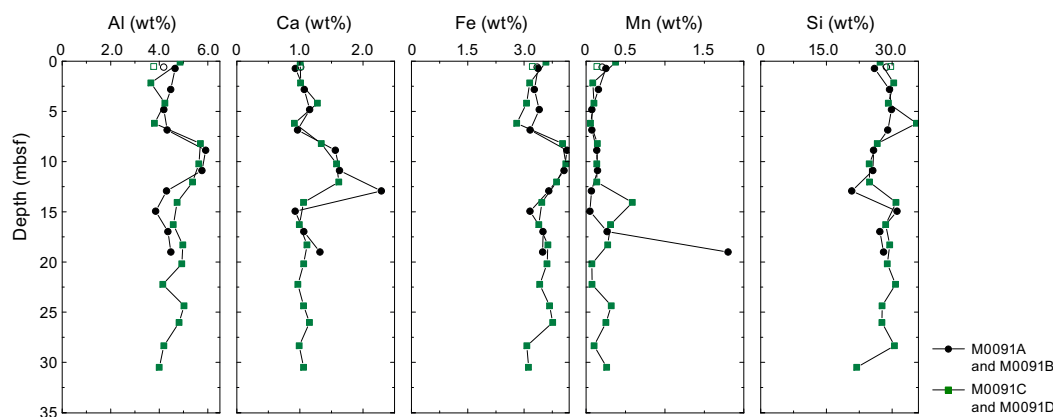 Al (wt%) Ca (wt%) Fe (wt%) Mn (wt%) Si (wt%)
0 2.0 4.0 6.0 0 1.0 2.0 0 3.0 0 0.5 1.5 0 15.0 30.0
0
5
10
15
20
25
30
35
Depth (mbsf)
M0091A
and M0091B
M0091C
and M0091D